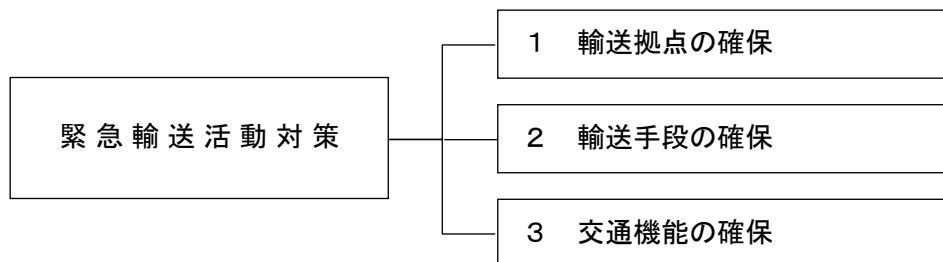 緊急輸送活動対策
１　輸送拠点の確保
２　輸送手段の確保
３　交通機能の確保